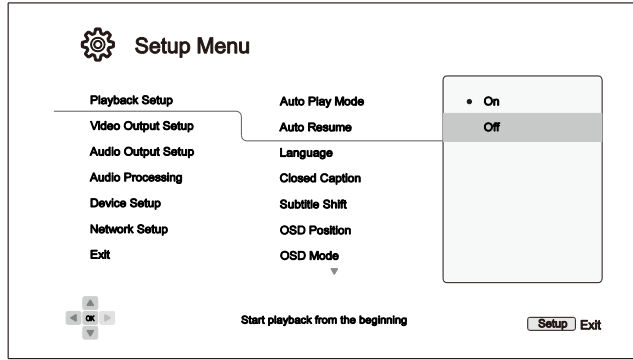 Setup Menu
Playback Setup
Video Output Setup
Audio Output Setup
Audio Processing
Device Setup
Network Setup
Exit
Auto Play Mode
Auto Resume
Language
Closed Caption
Subtitle Shift
OSD Position
OSD Mode
On
Off
OK
Start playback from the beginning
Setup Exit